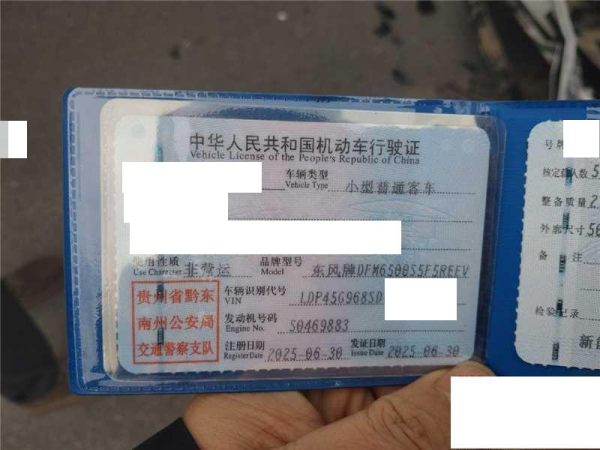 中华人民共和国机动车行驶证
Vehicle License of the People's Republic of China
车辆类型
Vehicle Type
小型普通客车
使用性质
Use Character
非营运
品牌型号
Model
东风牌DFM6500S5F5REEV
贵州省黔东
南州公安局
交通警察支队
车辆识别代号
VIN
LDP45G968SD
发动机号码
Engine No.
S0469883
注册日期
Register Date
2025-06-30
发证日期
Issue Date
2025-06-30
号牌
核定载人数 5
整备质量 2
外廓尺寸 50
备 注
检验记录
新能